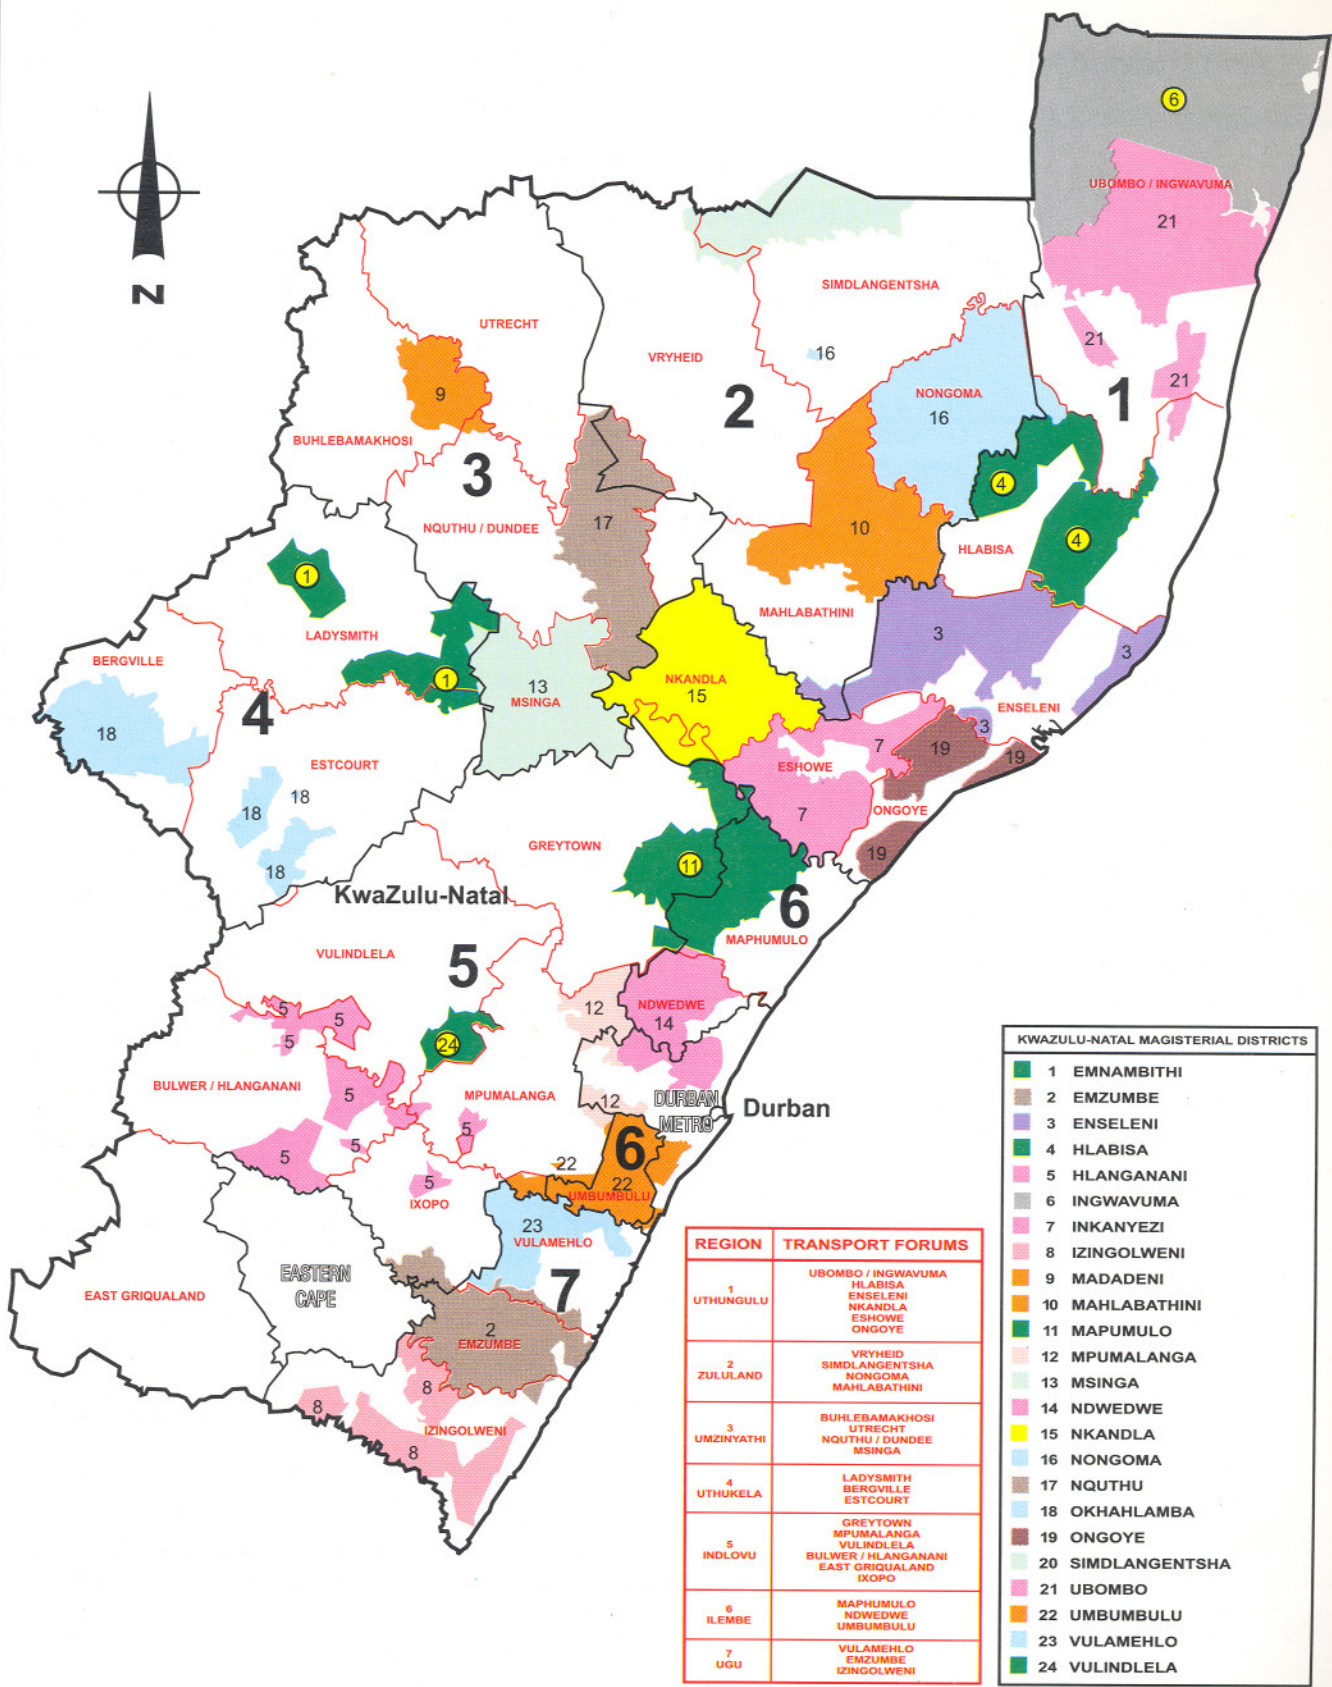 6
UBOMBO / INGWAVUMA
21
SIMDLANGENTSHA
UTRECHT
21
16
VRYHEID
21
2
1
9
NONGOMA
16
BUHLEBAMAKHOSI
3
4
NQUTHU / DUNDEE
17
10
4
HLABISA
1
MAHLABATHINI
LADYSMITH
3
3
BERGVILLE
1
13
MSINGA
NKANDLA
15
ENSELENI
4
18
3
7
19
19
ESHOWE
ESTCOURT
18
18
7
ONGOYE
GREYTOWN
19
11
18
KwaZulu-Natal
6
MAPHUMULO
VULINDLELA
5
5
5
12
NDWEDWE
14
5
24
BULWER / HLANGANANI
5
MPUMALANGA
12
DURBAN
METRO
Durban
5
5
5
6
22
5
22
UMBUMBULU
IXOPO
23
VULAMEHLO
EASTERN
CAPE
7
EAST GRIQUALAND
2
EMZUMBE
8
8
IZINGOLWENI
8
N
REGION TRANSPORT FORUMS
1
UTHUNGULU
UBOMBO / INGWAVUMA
HLABISA
ENSELENI
NKANDLA
ESHOWE
ONGOYE
2
ZULULAND
VRYHEID
SIMDLANGENTSHA
NONGOMA
MAHLABATHINI
3
UMZINYATHI
BUHLEBAMAKHOSI
UTRECHT
NQUTHU / DUNDEE
MSINGA
4
UTHUKELA
LADYSMITH
BERGVILLE
ESTCOURT
5
INDLOVU
GREYTOWN
MPUMALANGA
VULINDLELA
BULWER / HLANGANANI
EAST GRIQUALAND
IXOPO
6
ILEMBE
MAPHUMULO
NDWEDWE
UMBUMBULU
7
UGU
VULAMEHLO
EMZUMBE
IZINGOLWENI
KWAZULU-NATAL MAGISTERIAL DISTRICTS
1 EMNAMBITHI
2 EMZUMBE
3 ENSELENI
4 HLABISA
5 HLANGANANI
6 INGWAVUMA
7 INKANYEZI
8 IZINGOLWENI
9 MADADENI
10 MAHLABATHINI
11 MAPUMULO
12 MPUMALANGA
13 MSINGA
14 NDWEDWE
15 NKANDLA
16 NONGOMA
17 NQUTHU
18 OKHAHLAMBA
19 ONGOYE
20 SIMDLANGENTSHA
21 UBOMBO
22 UMBUMBULU
23 VULAMEHLO
24 VULINDLELA